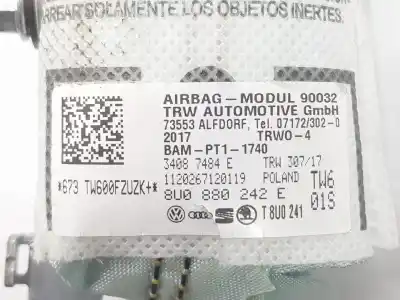 RREAR SOLAMENTE LOS OBJETOS INERTES.
AIRBAG-MODUL 90032
TRW AUTOMOTIVE GmbH
73553 ALFDORF, Tel. 07172/302-0
2017 TRWO-4
BAM-PT1-1740
3408 7484 E TRW 307/17
1120267120119 POLAND TW6
*673 TW600FZUZK+*
8U0 880 242 E 01S
T 8U0 241